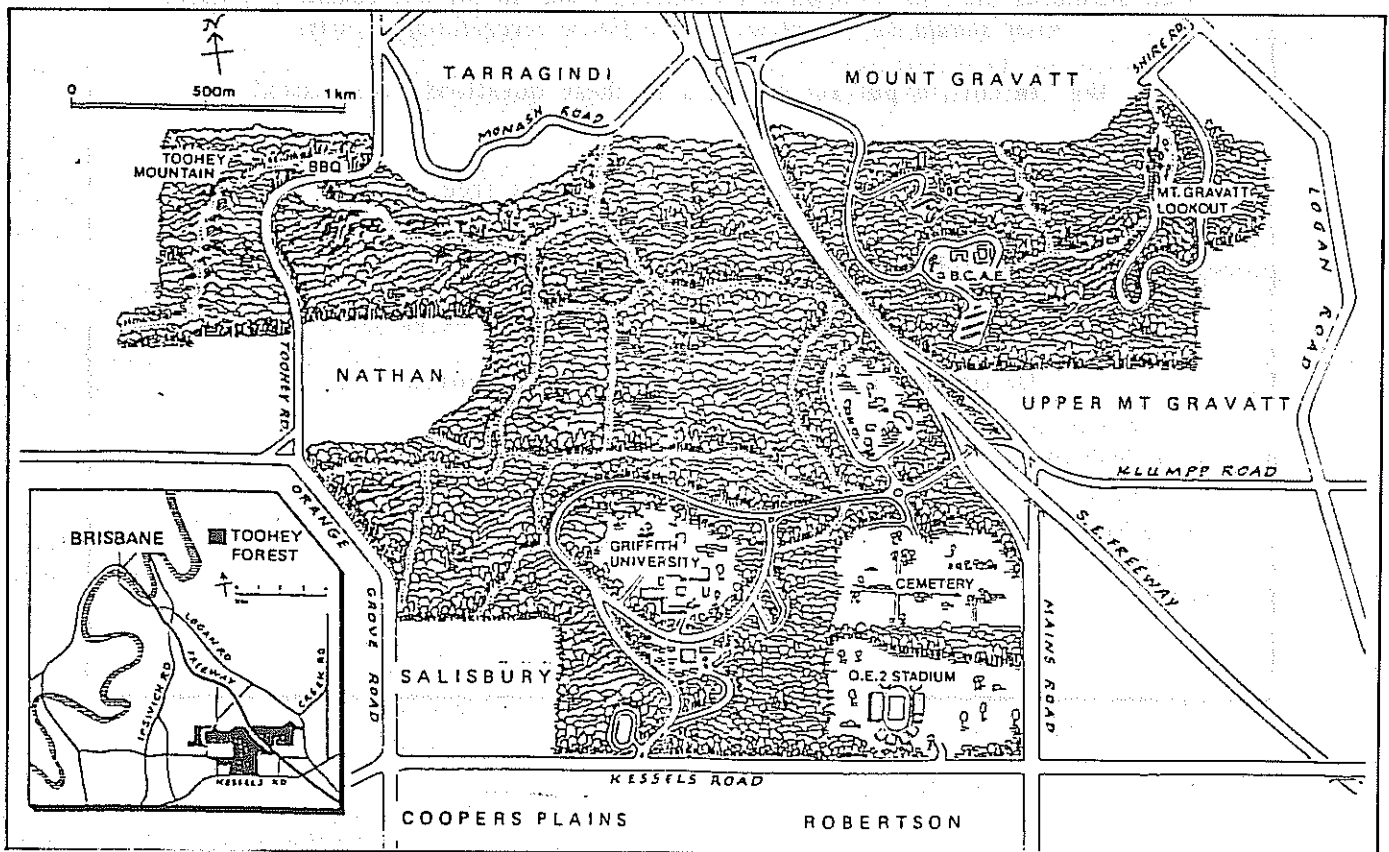 N
TARRAGINDI
MOUNT GRAVATT
SHIRE RD.
0 500m 1km
MONASH ROAD
TOOHEY
MOUNTAIN
BBQ
MT. GRAVATT
LOOKOUT
LOGAN ROAD
B.C.A.E.
NATHAN
TOOHEY RD.
UPPER MT GRAVATT
KLUMPP ROAD
ORANGE
GROVE ROAD
S.E. FREEWAY
GRIFFITH
UNIVERSITY
CEMETERY
MAINS ROAD
SALISBURY
Q.E.2 STADIUM
KESSELS ROAD
COOPERS PLAINS
ROBERTSON
BRISBANE
TOOHEY
FOREST
LOGAN RD
FREEWAY
IPSWICH RD
CREEK RD
KESSELS RD